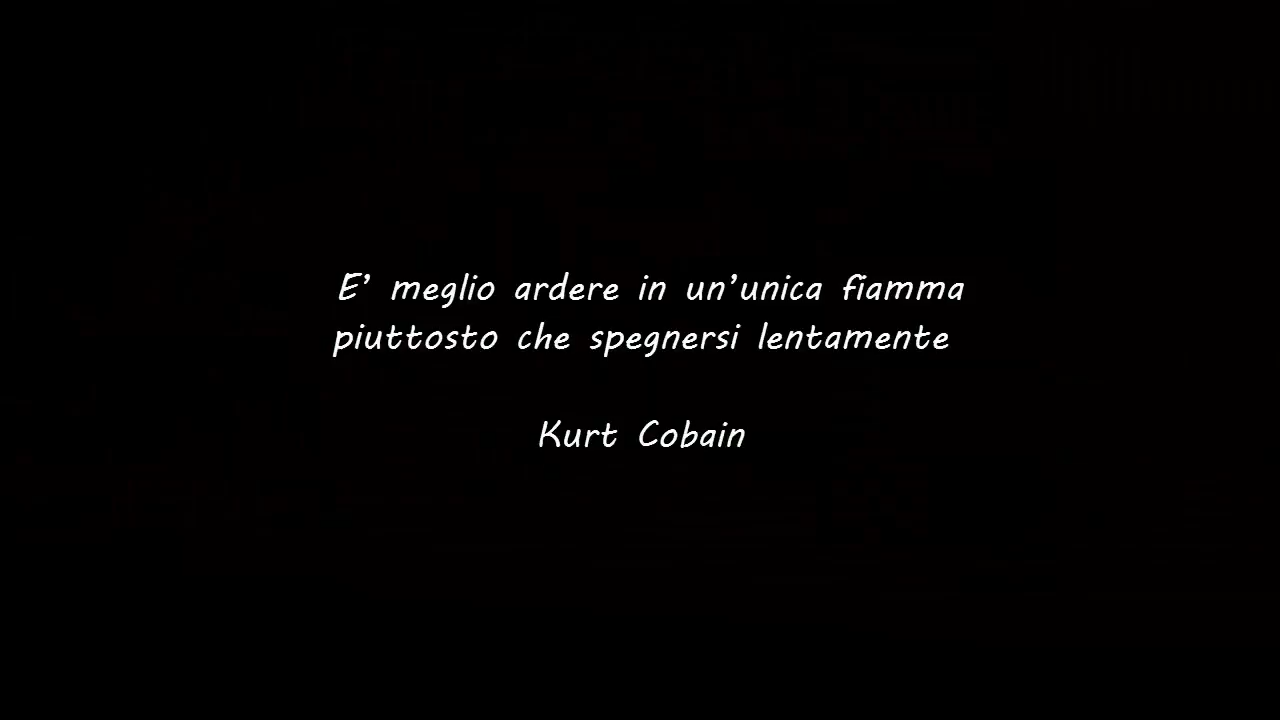 E’ meglio ardere in un’unica fiamma
piuttosto che spegnersi lentamente
Kurt Cobain